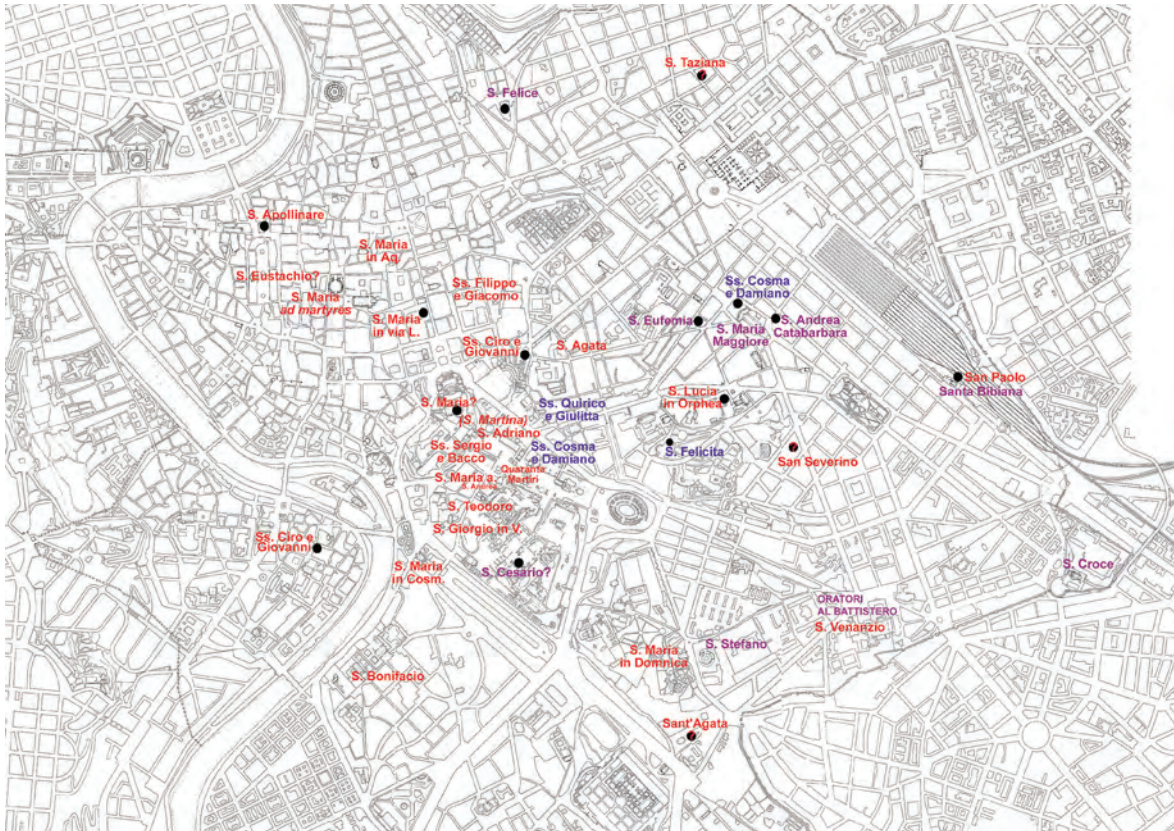 S. Taziana
S. Felice
S. Apollinare
S. Maria
in Aq.
S. Eustachio?
S. Maria
ad martyres
Ss. Filippo
e Giacomo
S. Maria
in via L.
Ss. Ciro e
Giovanni
S. Agata
Ss. Cosma
e Damiano
S. Eufemia
S. Maria
Maggiore
S. Andrea
Catabarbara
San Paolo
Santa Bibiana
S. Lucia
in Orphea
S. Maria?
(S. Martina)
S. Adriano
Ss. Quirico
e Giulitta
Ss. Sergio
e Bacco
Ss. Cosma
e Damiano
S. Felicita
San Severino
Quaranta
Martiri
S. Maria a.
S. Andrea
S. Teodoro
S. Giorgio in V.
Ss. Ciro e
Giovanni
S. Maria
in Cosm.
S. Cesario?
S. Croce
ORATORI
AL BATTISTERO
S. Venanzio
S. Stefano
S. Maria
in Domnica
S. Bonifacio
Sant'Agata